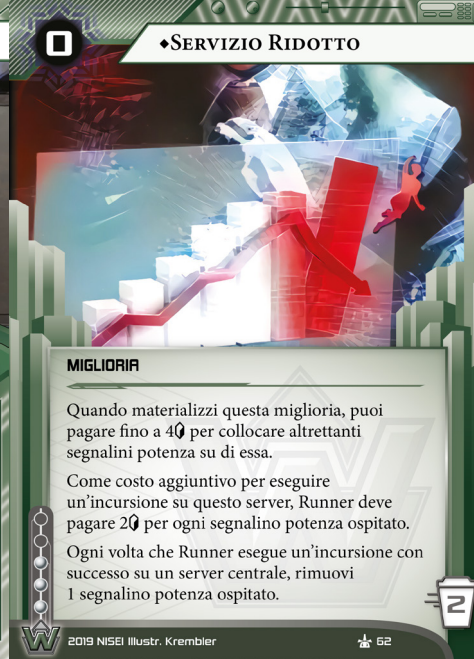 0
◆Servizio Ridotto
MIGLIORIA
Quando materializzi questa miglioria, puoi
pagare fino a 4 per collocare altrettanti
segnalini potenza su di essa.
Come costo aggiuntivo per eseguire
un'incursione su questo server, Runner deve
pagare 2 per ogni segnalino potenza ospitato.
Ogni volta che Runner esegue un'incursione con
successo su un server centrale, rimuovi
1 segnalino potenza ospitato.
2
W 2019 NISEI Illustr. Krembler 62